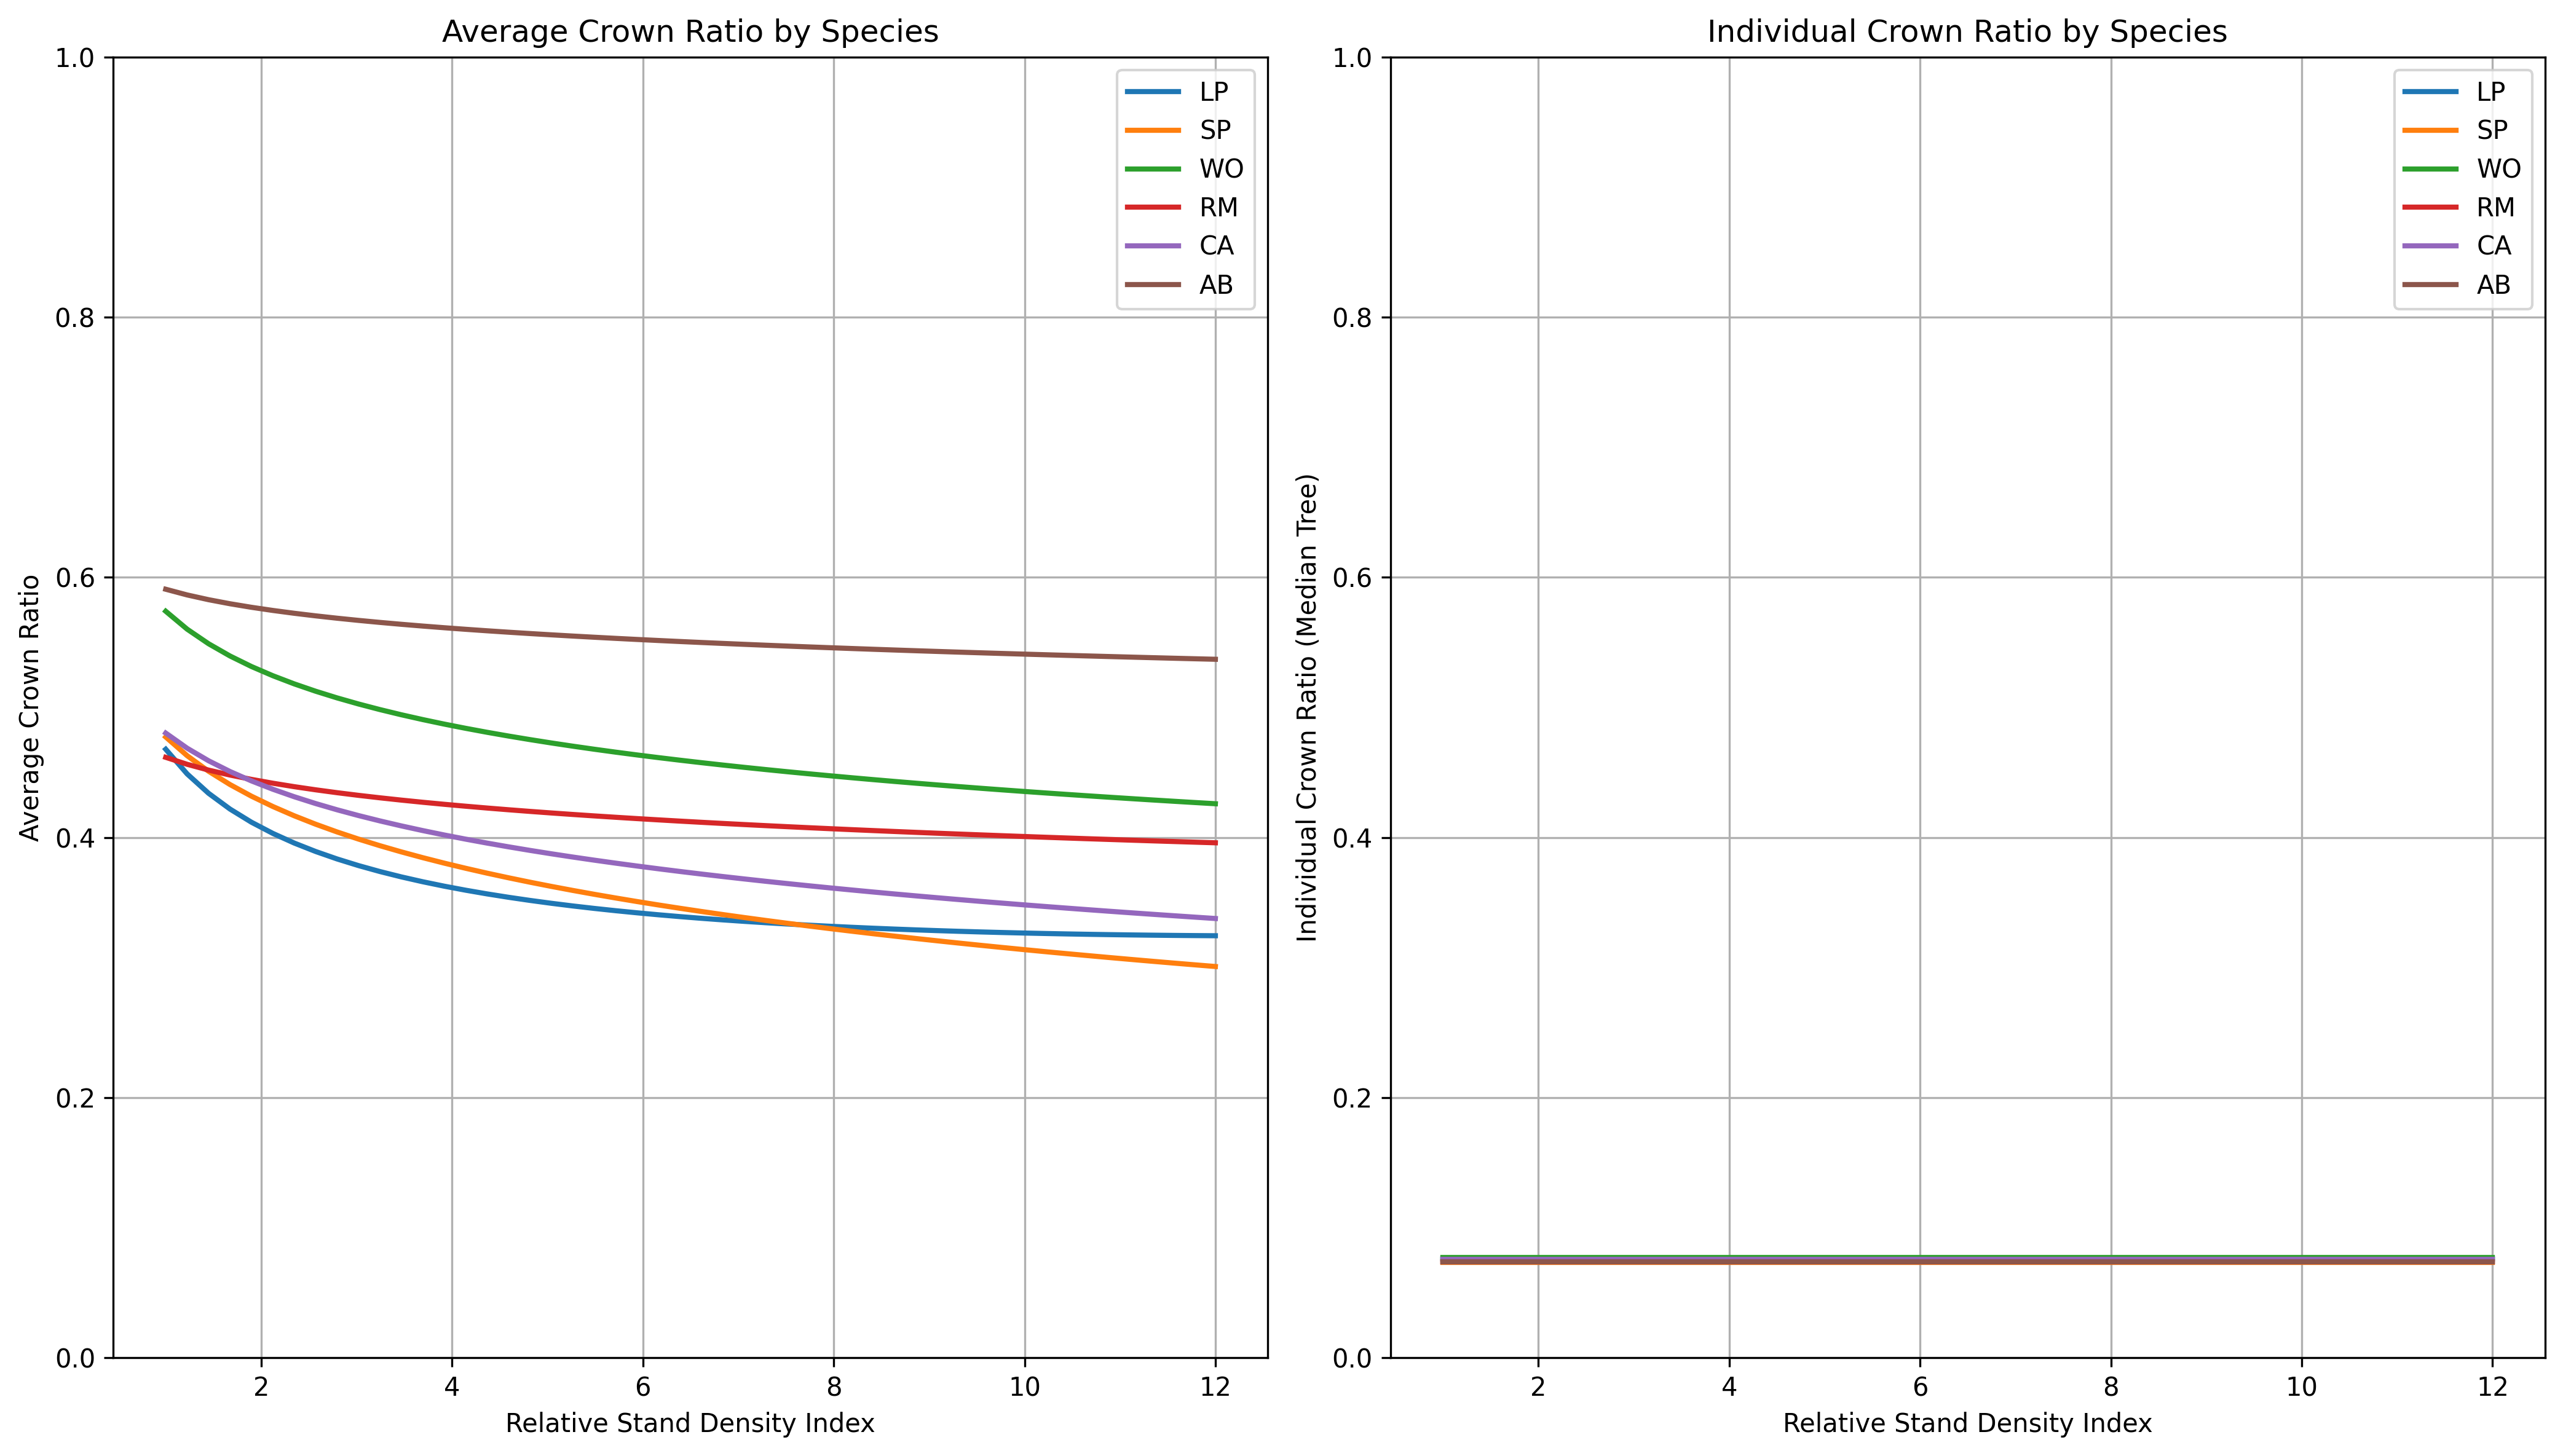 Average Crown Ratio by Species
1.0
0.8
0.6
0.4
0.2
0.0
Average Crown Ratio
2
4
6
8
10
12
Relative Stand Density Index
LP
SP
WO
RM
CA
AB
Individual Crown Ratio by Species
1.0
0.8
0.6
0.4
0.2
0.0
Individual Crown Ratio (Median Tree)
2
4
6
8
10
12
Relative Stand Density Index
LP
SP
WO
RM
CA
AB